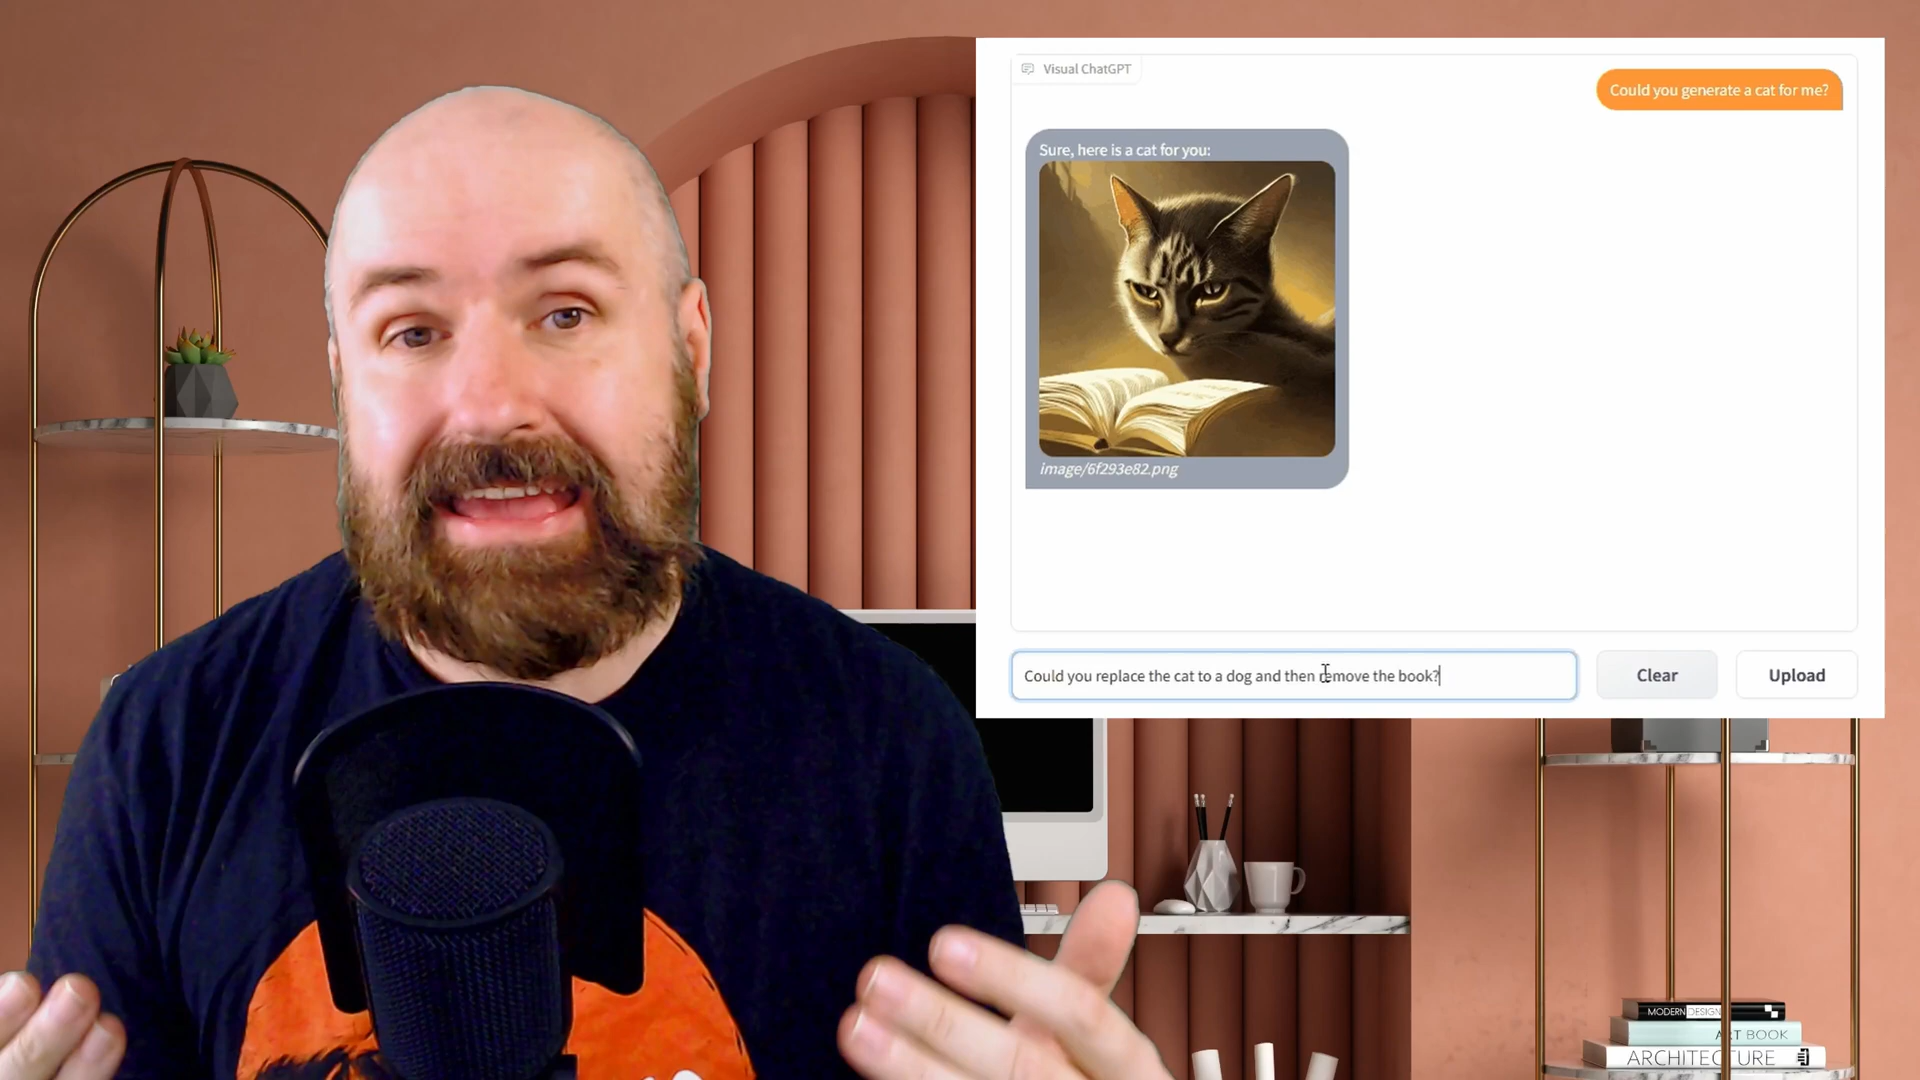 Visual ChatGPT
Could you generate a cat for me?
Sure, here is a cat for you:
image/6f293e82.png
Could you replace the cat to a dog and then remove the book?
Clear
Upload
MODERN DESIGN
ART BOOK
ARCHITECTURE